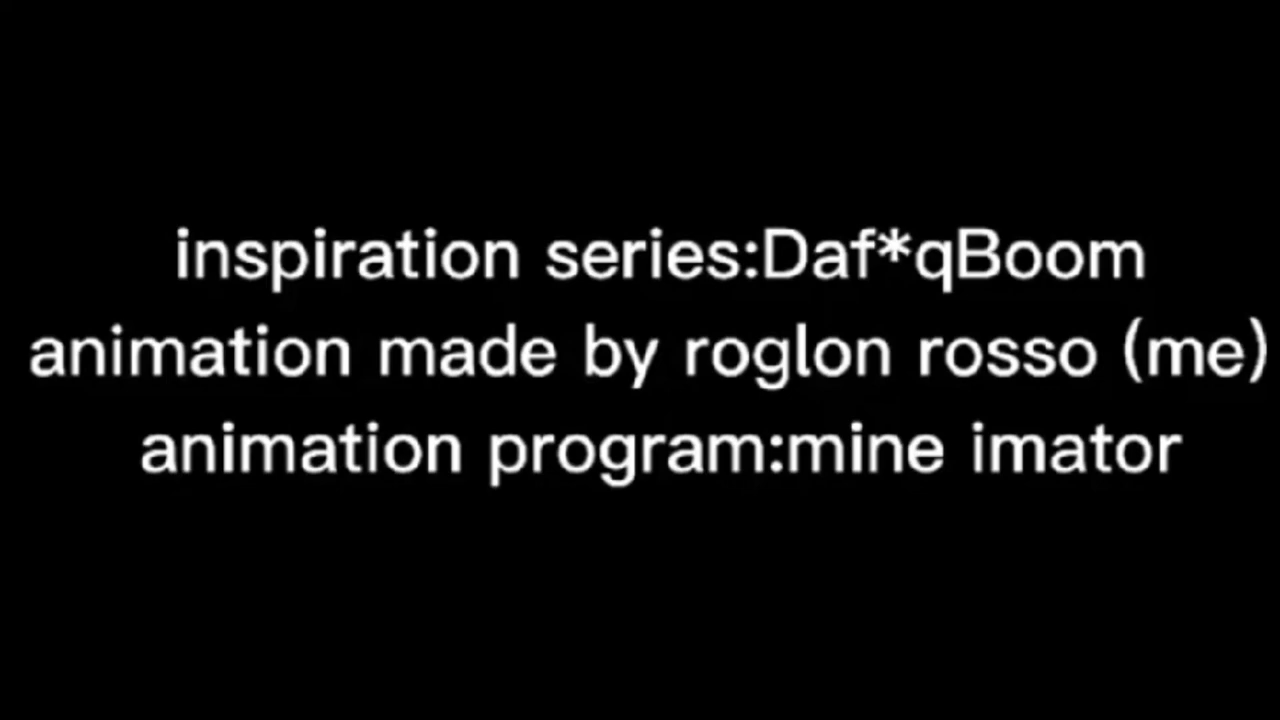 inspiration series:Daf*qBoom
animation made by roglon rosso (me)
animation program:mine imator